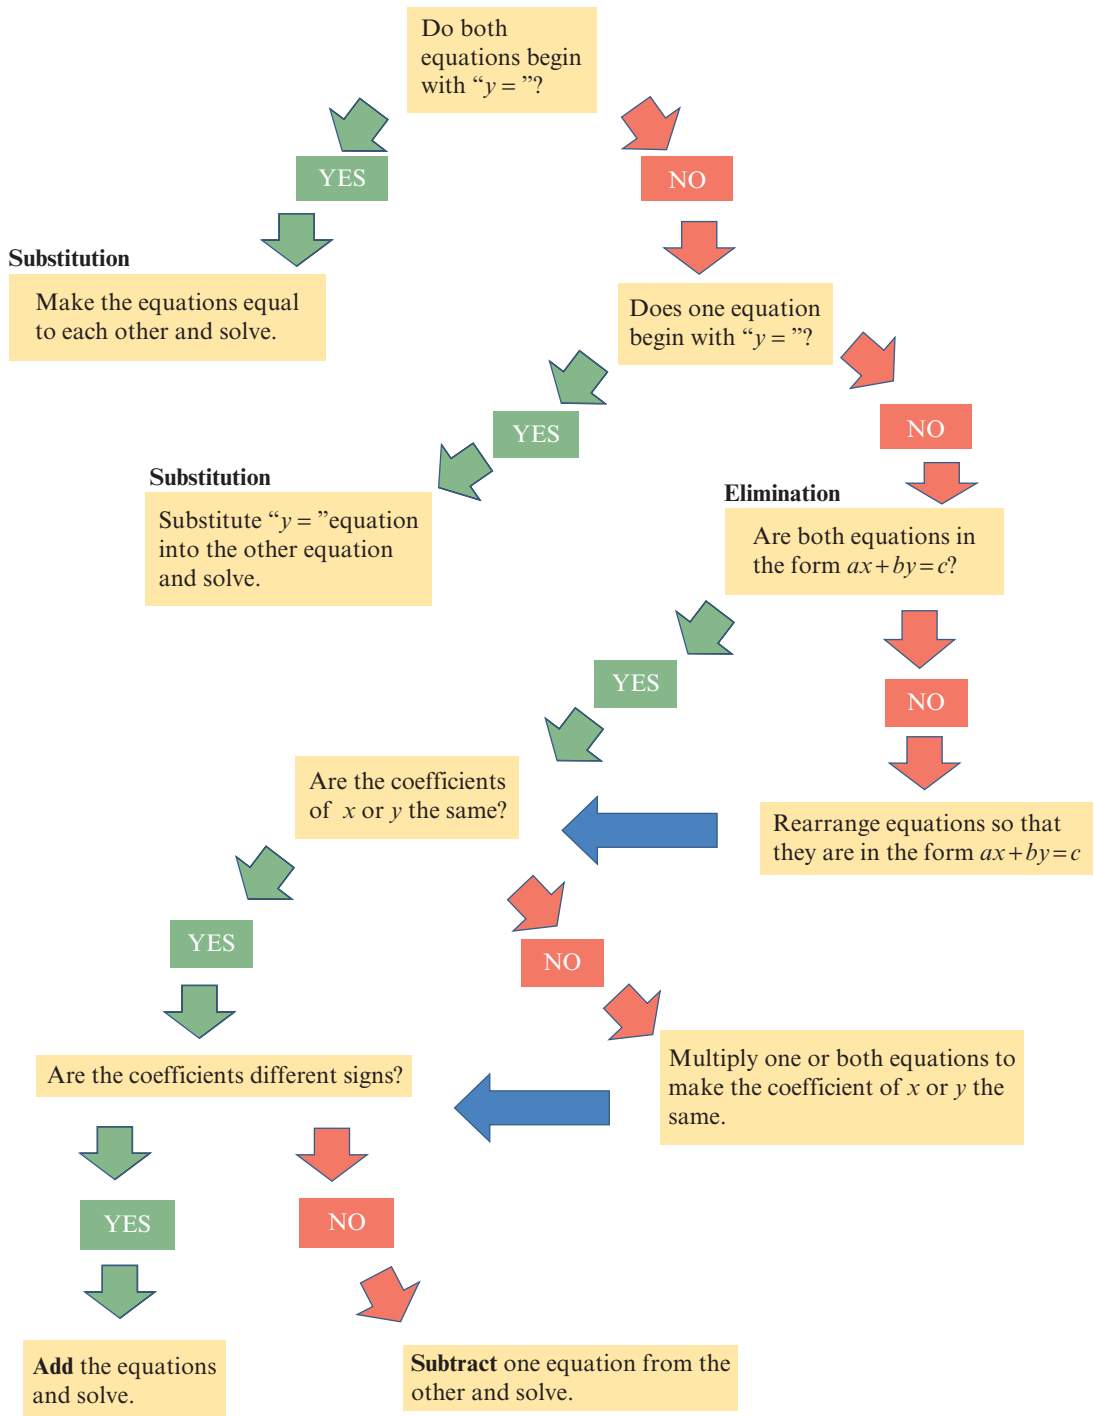 Do both
equations begin
with “y = ”?
YES
NO
Substitution
Make the equations equal
to each other and solve.
Does one equation
begin with “y = ”?
YES
NO
Substitution
Substitute “y = ”equation
into the other equation
and solve.
Elimination
Are both equations in
the form ax+by=c?
YES
NO
Are the coefficients
of x or y the same?
Rearrange equations so that
they are in the form ax+by=c
YES
NO
Are the coefficients different signs?
Multiply one or both equations to
make the coefficient of x or y the
same.
YES
NO
Add the equations
and solve.
Subtract one equation from the
other and solve.